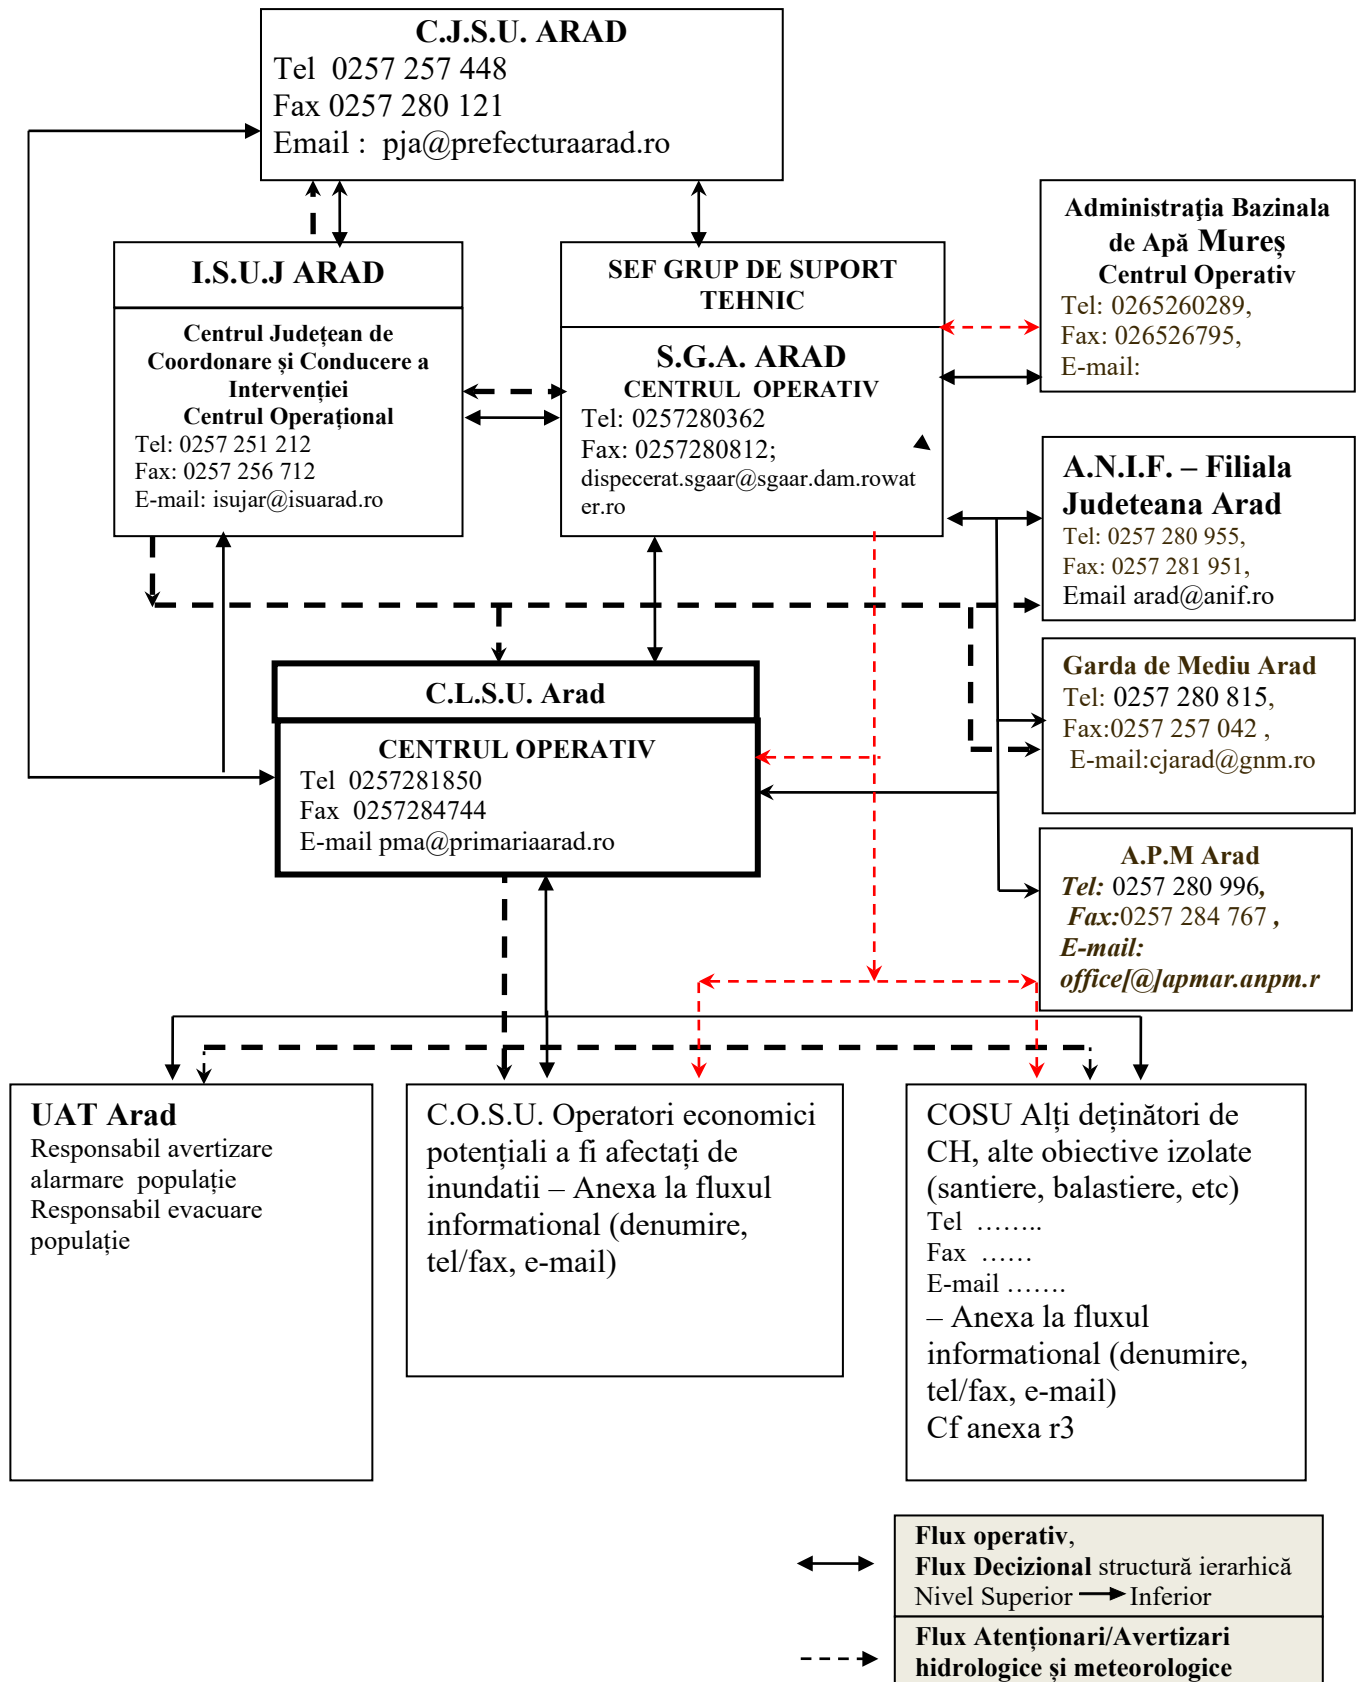 C.J.S.U. ARAD
Tel  0257 257 448
Fax 0257 280 121
Email :  pja@prefecturaarad.ro
I.S.U.J ARAD
Centrul Județean de
Coordonare și Conducere a
Intervenției
Centrul Operațional
Tel: 0257 251 212
Fax: 0257 256 712
E-mail: isujar@isuarad.ro
SEF GRUP DE SUPORT
TEHNIC
S.G.A. ARAD
CENTRUL  OPERATIV
Tel: 0257280362
Fax: 0257280812;
dispecerat.sgaar@sgaar.dam.rowat
er.ro
Administraţia Bazinala
de Apă Mureș
Centrul Operativ
Tel: 0265260289,
Fax: 026526795,
E-mail:
A.N.I.F. – Filiala
Judeteana Arad
Tel: 0257 280 955,
Fax: 0257 281 951,
Email arad@anif.ro
Garda de Mediu Arad
Tel: 0257 280 815,
Fax:0257 257 042 ,
E-mail:cjarad@gnm.ro
C.L.S.U. Arad
CENTRUL OPERATIV
Tel  0257281850
Fax  0257284744
E-mail pma@primariaarad.ro
A.P.M Arad
Tel: 0257 280 996,
Fax:0257 284 767 ,
E-mail:
office[@]apmar.anpm.r
UAT Arad
Responsabil avertizare
alarmare  populație
Responsabil evacuare
populație
C.O.S.U. Operatori economici
potențiali a fi afectați de
inundatii – Anexa la fluxul
informational (denumire,
tel/fax, e-mail)
COSU Alți deținători de
CH, alte obiective izolate
(santiere, balastiere, etc)
Tel  ……..
Fax  ……
E-mail …….
– Anexa la fluxul
informational (denumire,
tel/fax, e-mail)
Cf anexa r3
Flux operativ,
Flux Decizional structură ierarhică
Nivel Superior Inferior
Flux Atenționari/Avertizari
hidrologice și meteorologice